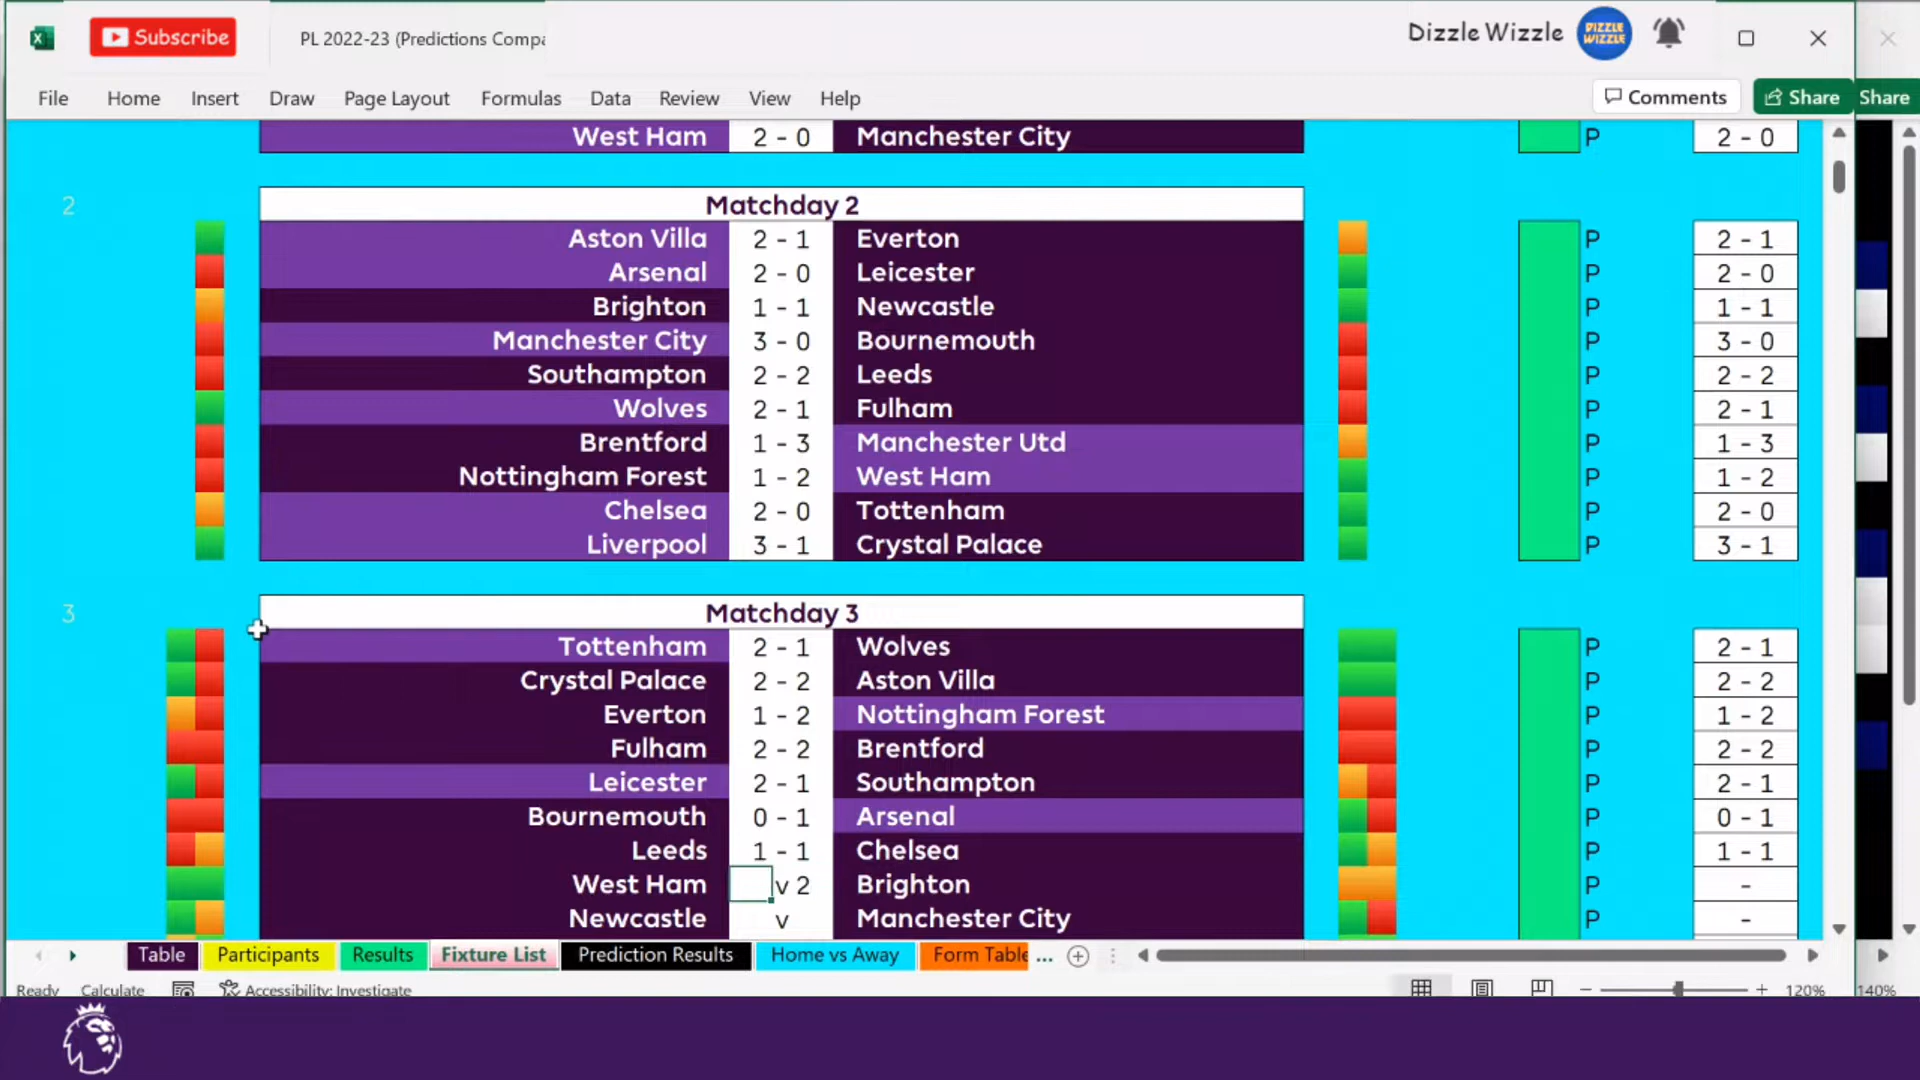 Subscribe
PL 2022-23 (Predictions Compa
Dizzle Wizzle
DIZZLE
WIZZLE
File Home Insert Draw Page Layout Formulas Data Review View Help
Comments Share Share
West Ham 2 - 0 Manchester City P 2 - 0
2 Matchday 2
Aston Villa 2 - 1 Everton P 2 - 1
Arsenal 2 - 0 Leicester P 2 - 0
Brighton 1 - 1 Newcastle P 1 - 1
Manchester City 3 - 0 Bournemouth P 3 - 0
Southampton 2 - 2 Leeds P 2 - 2
Wolves 2 - 1 Fulham P 2 - 1
Brentford 1 - 3 Manchester Utd P 1 - 3
Nottingham Forest 1 - 2 West Ham P 1 - 2
Chelsea 2 - 0 Tottenham P 2 - 0
Liverpool 3 - 1 Crystal Palace P 3 - 1
3 Matchday 3
Tottenham 2 - 1 Wolves P 2 - 1
Crystal Palace 2 - 2 Aston Villa P 2 - 2
Everton 1 - 2 Nottingham Forest P 1 - 2
Fulham 2 - 2 Brentford P 2 - 2
Leicester 2 - 1 Southampton P 2 - 1
Bournemouth 0 - 1 Arsenal P 0 - 1
Leeds 1 - 1 Chelsea P 1 - 1
West Ham v 2 Brighton P -
Newcastle v Manchester City P -
Table Participants Results Fixture List Prediction Results Home vs Away Form Table ...
Ready Calculate Accessibility: Investigate 120% 140%